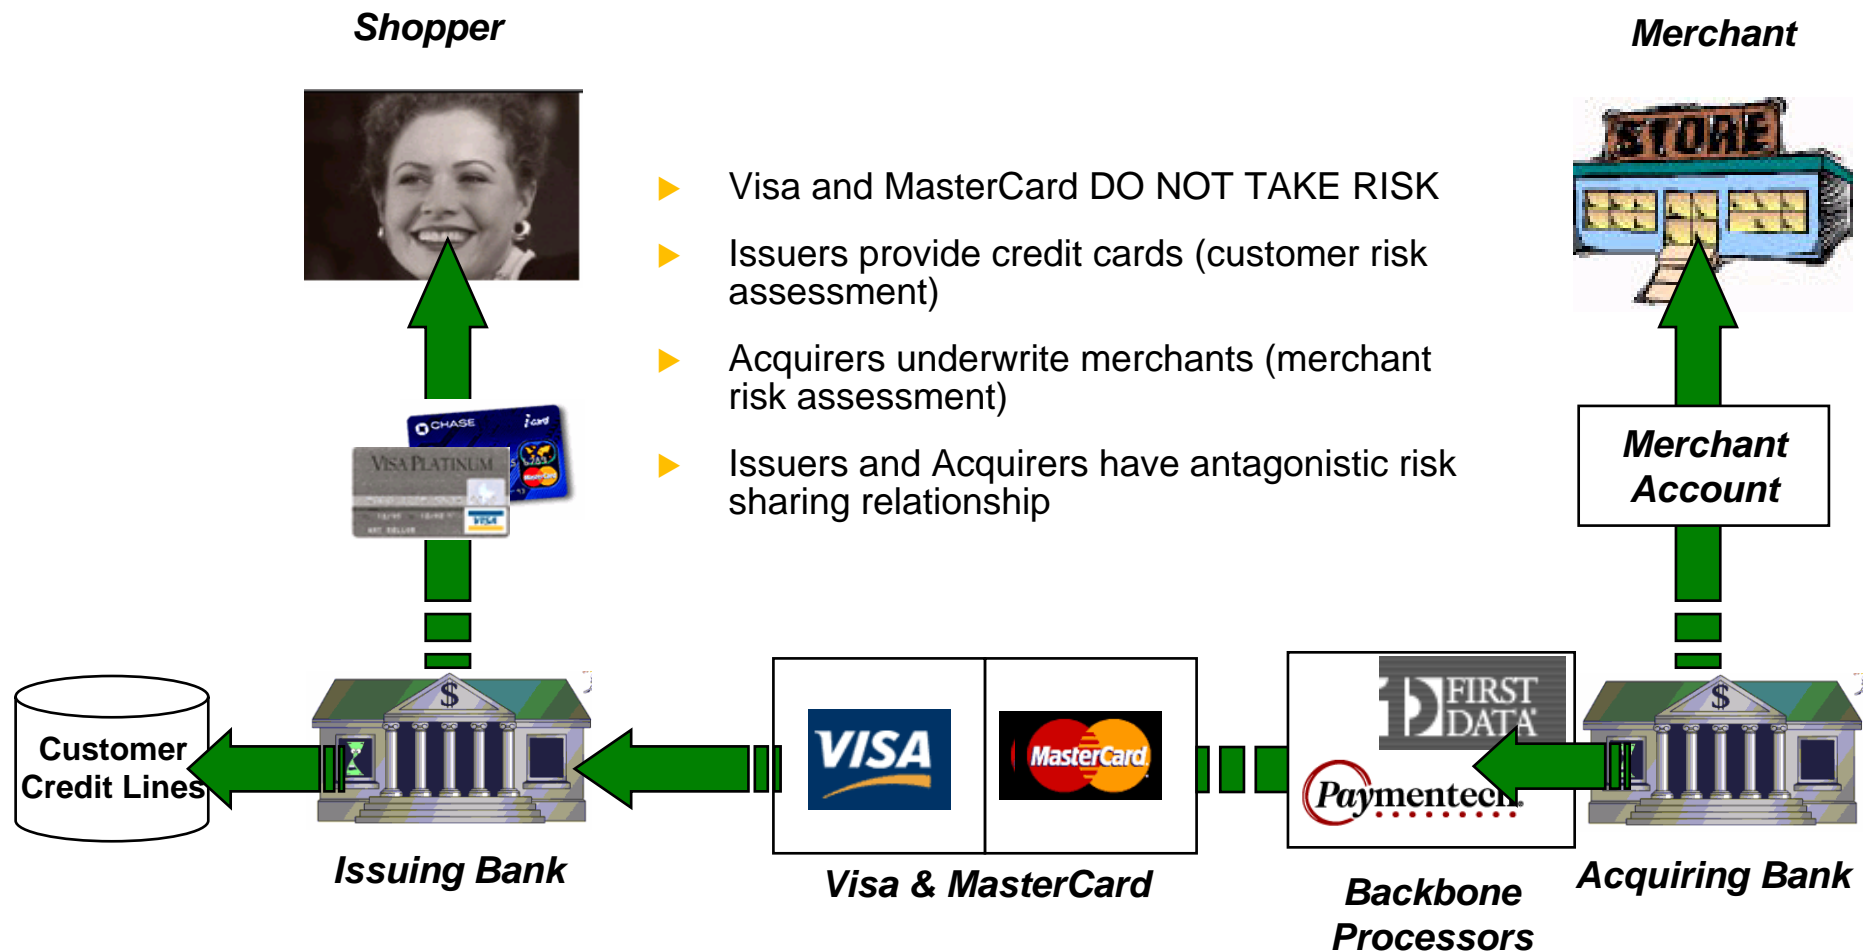 Shopper
Merchant
STORE
Visa and MasterCard DO NOT TAKE RISK
Issuers provide credit cards (customer risk
assessment)
Acquirers underwrite merchants (merchant
risk assessment)
Issuers and Acquirers have antagonistic risk
sharing relationship
CHASE
MasterCard
VISA PLATINUM
VISA
Merchant
Account
Customer
Credit Lines
$
VISA
MasterCard
FIRST
DATA
Paymentech
$
Issuing Bank
Visa & MasterCard
Backbone
Processors
Acquiring Bank